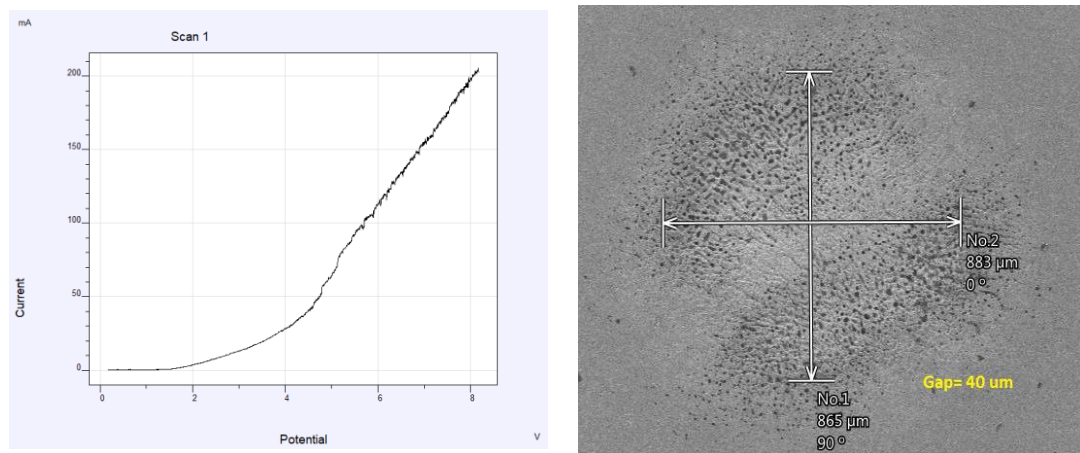 mA
Scan 1
200
150
100
50
0
0 2 4 6 8
Current
Potential
V
No.2
883 µm
0 °
Gap= 40 um
No.1
865 µm
90 °